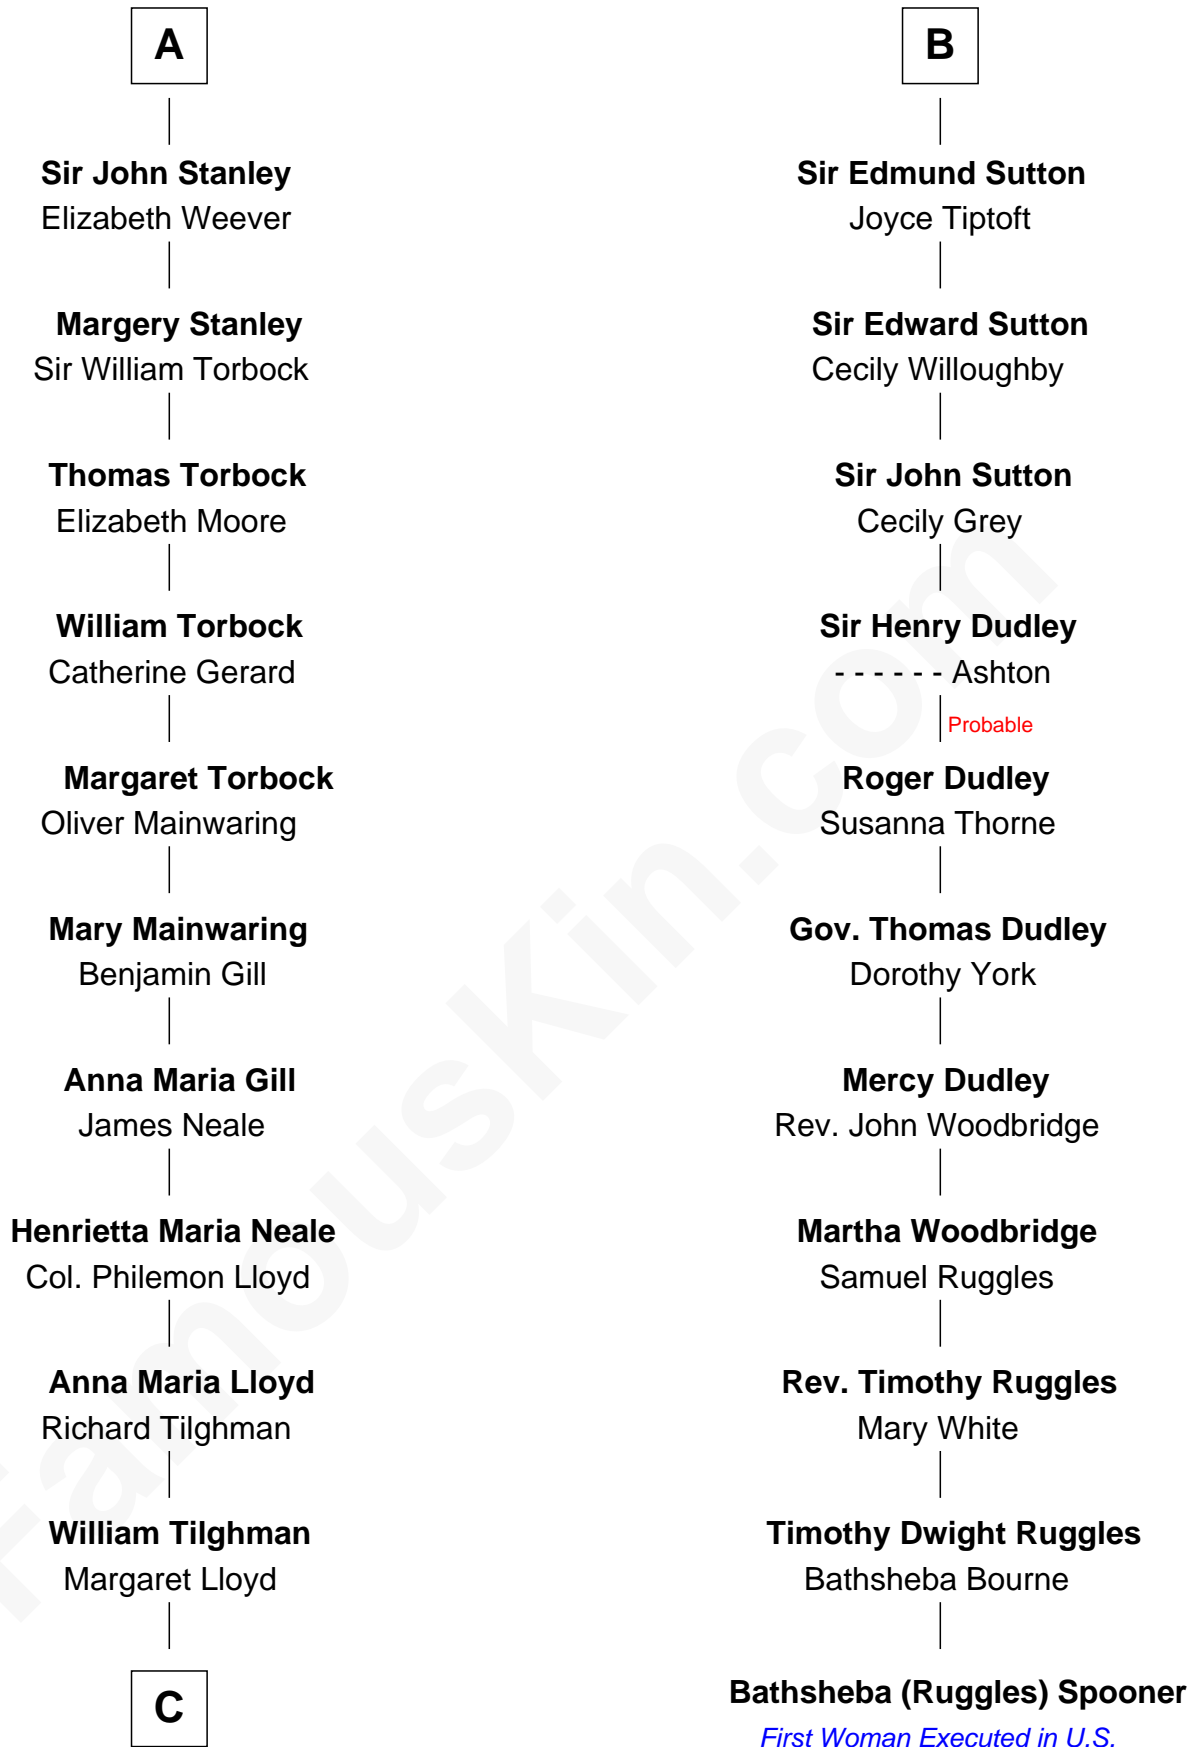 A
Sir John Stanley
Elizabeth Weever
Margery Stanley
Sir William Torbock
Thomas Torbock
Elizabeth Moore
William Torbock
Catherine Gerard
Margaret Torbock
Oliver Mainwaring
Mary Mainwaring
Benjamin Gill
Anna Maria Gill
James Neale
Henrietta Maria Neale
Col. Philemon Lloyd
Anna Maria Lloyd
Richard Tilghman
William Tilghman
Margaret Lloyd
C
B
Sir Edmund Sutton
Joyce Tiptoft
Sir Edward Sutton
Cecily Willoughby
Sir John Sutton
Cecily Grey
Sir Henry Dudley
- - - - - - Ashton
Probable
Roger Dudley
Susanna Thorne
Gov. Thomas Dudley
Dorothy York
Mercy Dudley
Rev. John Woodbridge
Martha Woodbridge
Samuel Ruggles
Rev. Timothy Ruggles
Mary White
Timothy Dwight Ruggles
Bathsheba Bourne
Bathsheba (Ruggles) Spooner
First Woman Executed in U.S.
FamousKin.com